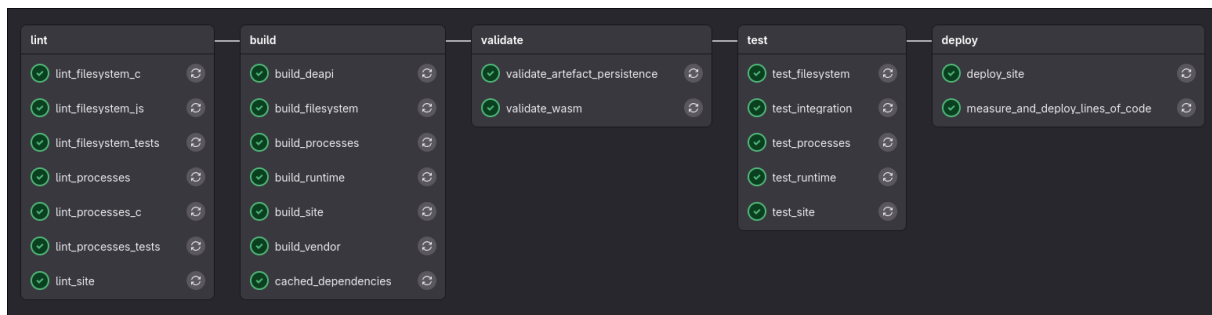 lint
lint_filesystem_c
lint_filesystem_js
lint_filesystem_tests
lint_processes
lint_processes_c
lint_processes_tests
lint_site
build
build_deapi
build_filesystem
build_processes
build_runtime
build_site
build_vendor
cached_dependencies
validate
validate_artefact_persistence
validate_wasm
test
test_filesystem
test_integration
test_processes
test_runtime
test_site
deploy
deploy_site
measure_and_deploy_lines_of_code